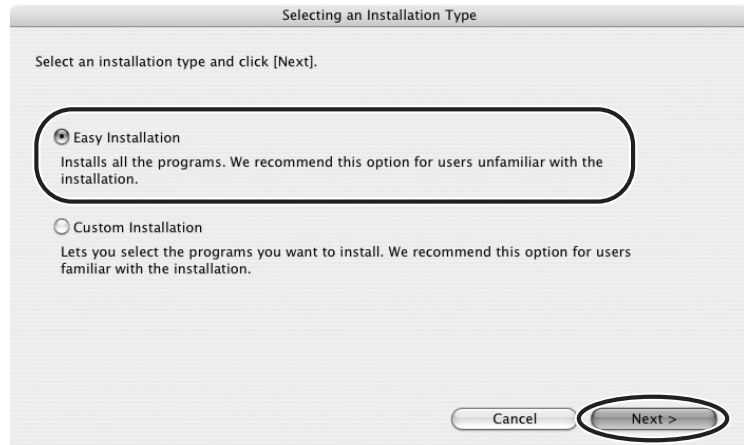 Selecting an Installation Type
Select an installation type and click [Next].
Easy Installation
Installs all the programs. We recommend this option for users unfamiliar with the
installation.
Custom Installation
Lets you select the programs you want to install. We recommend this option for users
familiar with the installation.
Cancel
Next >